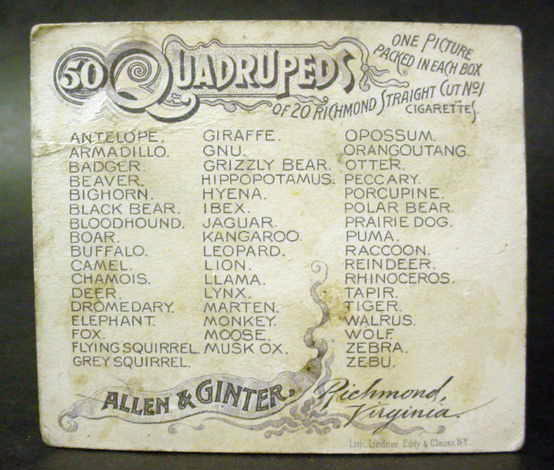 50 QUADRUPEDS
ONE PICTURE
PACKED IN EACH BOX
OF 20 RICHMOND STRAIGHT CUT Nº1
CIGARETTES.
ANTELOPE.
ARMADILLO.
BADGER.
BEAVER.
BIGHORN.
BLACK BEAR.
BLOODHOUND.
BOAR.
BUFFALO.
CAMEL.
CHAMOIS.
DEER.
DROMEDARY.
ELEPHANT.
FOX.
FLYING SQUIRREL.
GREY SQUIRREL.
GIRAFFE.
GNU.
GRIZZLY BEAR.
HIPPOPOTAMUS.
HYENA.
IBEX.
JAGUAR.
KANGAROO.
LEOPARD.
LION.
LLAMA.
LYNX.
MARTEN.
MONKEY.
MOOSE.
MUSK OX.
OPOSSUM.
ORANGOUTANG.
OTTER.
PECCARY.
PORCUPINE.
POLAR BEAR.
PRAIRIE DOG.
PUMA.
RACCOON.
REINDEER.
RHINOCEROS.
TAPIR.
TIGER.
WALRUS.
WOLF.
ZEBRA.
ZEBU.
ALLEN & GINTER,
Richmond,
Virginia.
Lindner, Eddy & Clauss, N.Y.